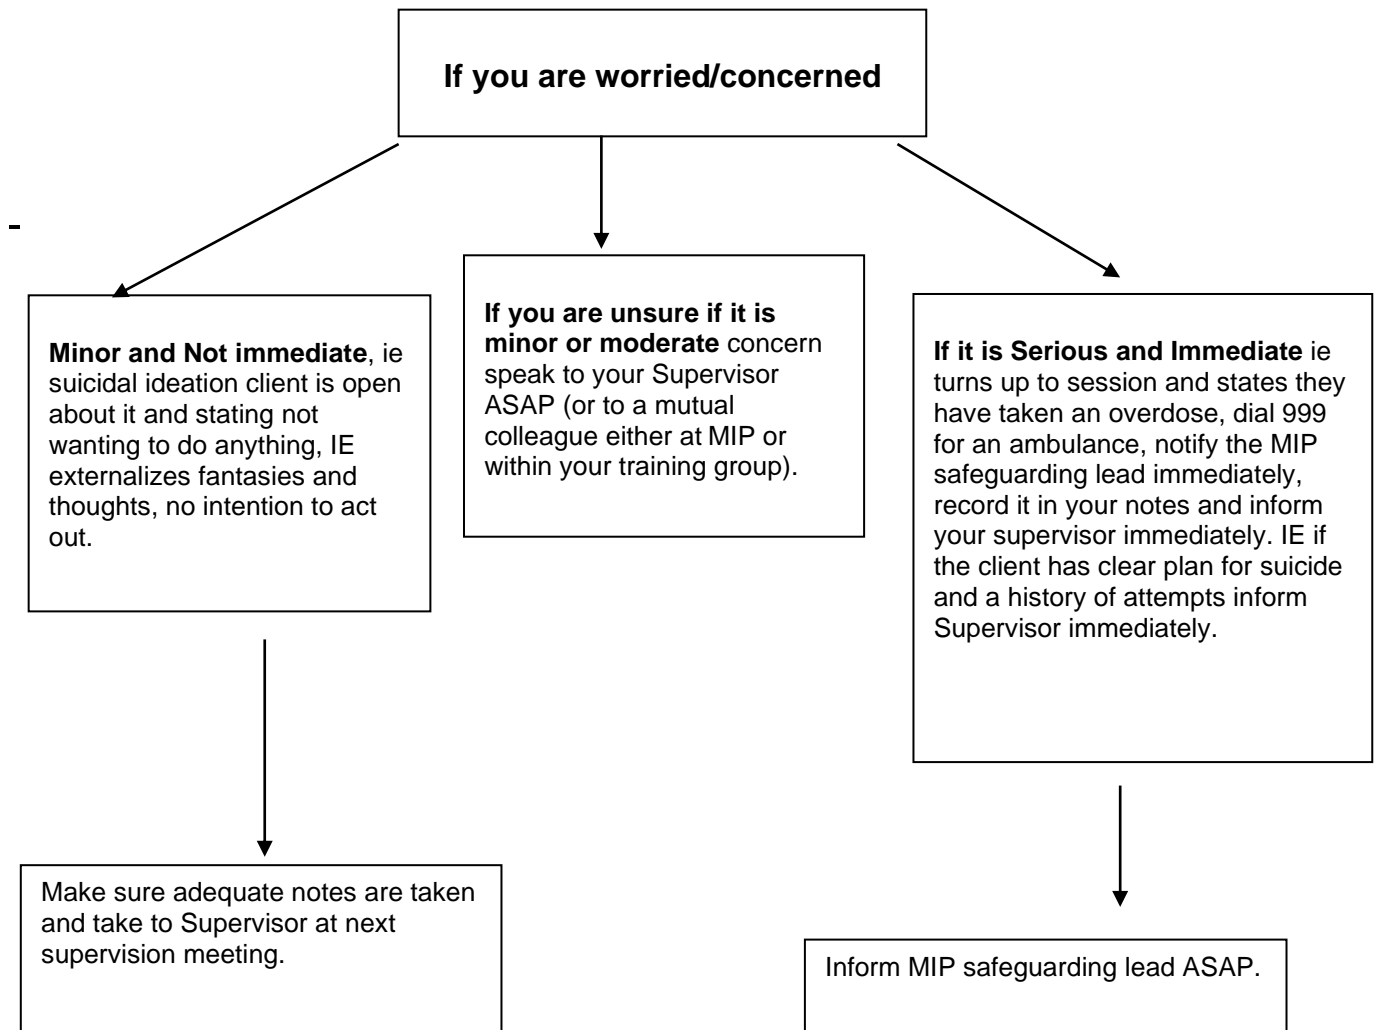 If you are worried/concerned
-
Minor and Not immediate, ie
suicidal ideation client is open
about it and stating not
wanting to do anything, IE
externalizes fantasies and
thoughts, no intention to act
out.
If you are unsure if it is
minor or moderate concern
speak to your Supervisor
ASAP (or to a mutual
colleague either at MIP or
within your training group).
If it is Serious and Immediate ie
turns up to session and states they
have taken an overdose, dial 999
for an ambulance, notify the MIP
safeguarding lead immediately,
record it in your notes and inform
your supervisor immediately. IE if
the client has clear plan for suicide
and a history of attempts inform
Supervisor immediately.
Make sure adequate notes are taken
and take to Supervisor at next
supervision meeting.
Inform MIP safeguarding lead ASAP.